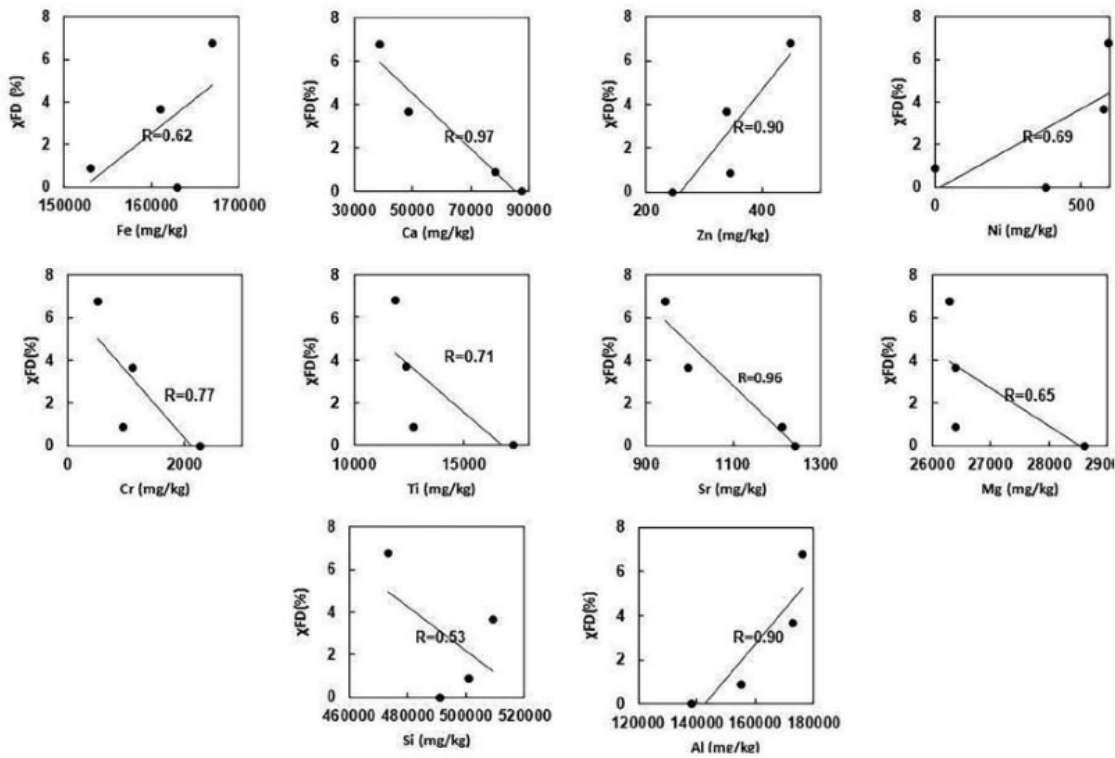 8
6
4
2
0
χFD (%)
R=0.62
150000 160000 170000
Fe (mg/kg)
8
6
4
2
0
χFD(%)
R=0.97
30000 50000 70000 90000
Ca (mg/kg)
8
6
4
2
0
χFD(%)
R=0.90
200 400
Zn (mg/kg)
8
6
4
2
0
χFD(%)
R=0.69
0 500
Ni (mg/kg)
8
6
4
2
0
χFD(%)
R=0.77
0 2000
Cr (mg/kg)
8
6
4
2
0
χFD(%)
R=0.71
10000 15000
Ti (mg/kg)
8
6
4
2
0
χFD(%)
R=0.96
900 1100 1300
Sr (mg/kg)
8
6
4
2
0
χFD(%)
R=0.65
26000 27000 28000 2900
Mg (mg/kg)
8
6
4
2
0
χFD(%)
R=0.53
460000 480000 500000 520000
Si (mg/kg)
8
6
4
2
0
χFD(%)
R=0.90
120000 140000 160000 180000
Al (mg/kg)